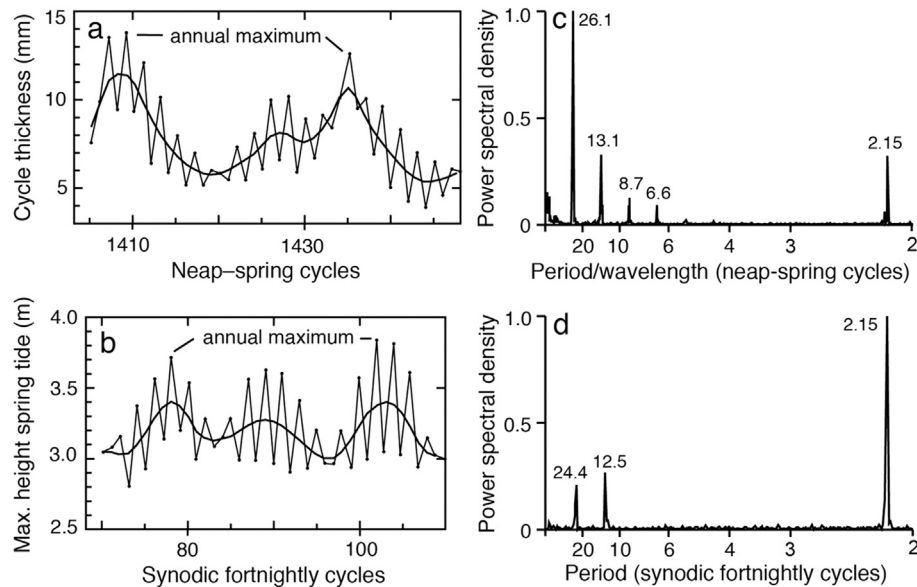 a
annual maximum
Cycle thickness (mm)
15
10
5
1410
1430
Neap–spring cycles
b
annual maximum
Max. height spring tide (m)
4.0
3.5
3.0
2.5
80
100
Synodic fortnightly cycles
c
Power spectral density
1.0
0.5
0
26.1
13.1
8.7
6.6
2.15
20
10
6
4
3
2
Period/wavelength (neap-spring cycles)
d
Power spectral density
1.0
0.5
0
24.4
12.5
2.15
20
10
6
4
3
2
Period (synodic fortnightly cycles)